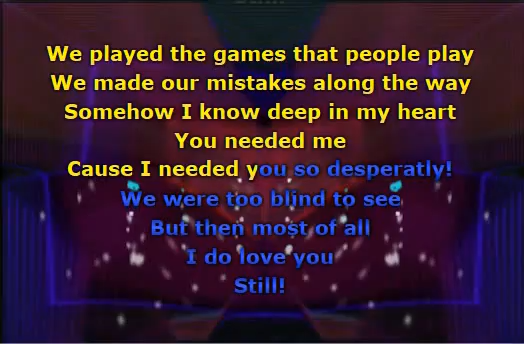 We played the games that people play
We made our mistakes along the way
Somehow I know deep in my heart
You needed me
Cause I needed you so desperatly!
We were too blind to see
But then most of all
I do love you
Still!